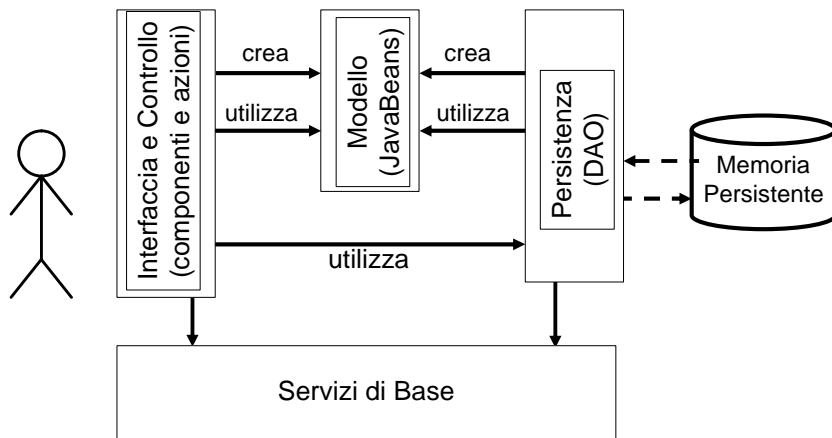 Interfaccia e Controllo
(componenti e azioni)
crea
utilizza
Modello
(JavaBeans)
crea
utilizza
Persistenza
(DAO)
Memoria
Persistente
utilizza
Servizi di Base